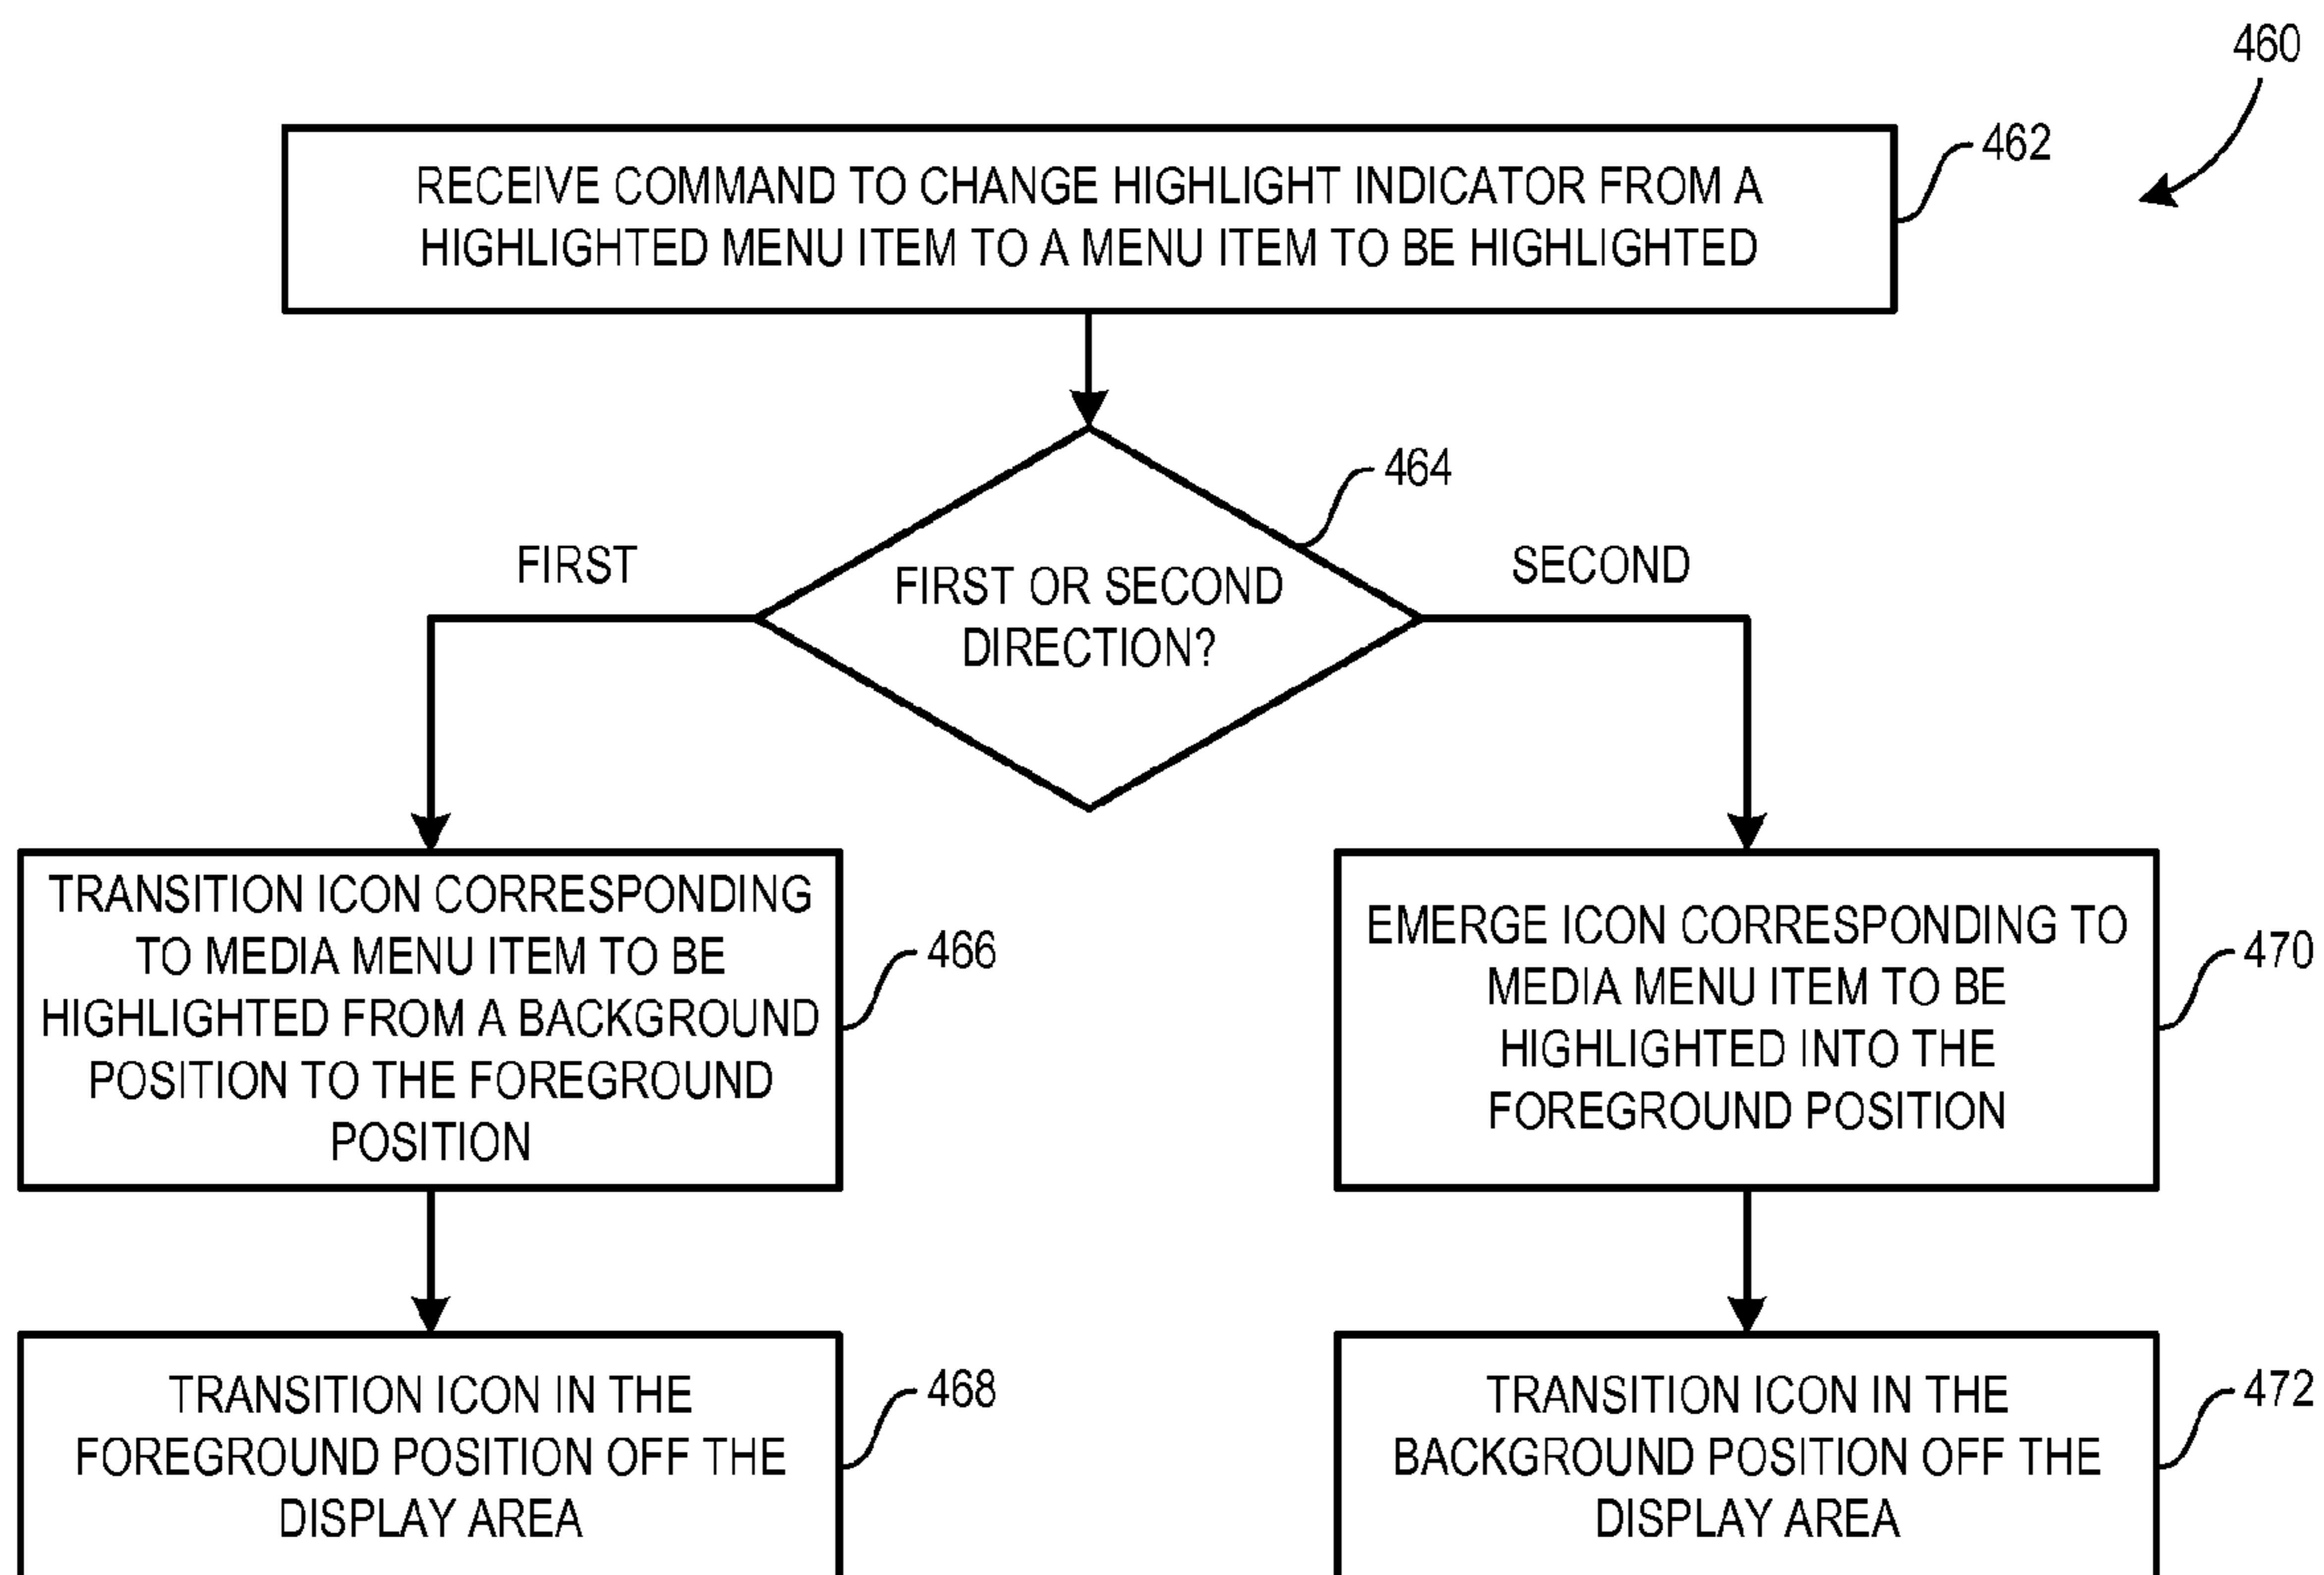 460
RECEIVE COMMAND TO CHANGE HIGHLIGHT INDICATOR FROM A
HIGHLIGHTED MENU ITEM TO A MENU ITEM TO BE HIGHLIGHTED
462
FIRST OR SECOND
DIRECTION?
464
FIRST
SECOND
TRANSITION ICON CORRESPONDING
TO MEDIA MENU ITEM TO BE
HIGHLIGHTED FROM A BACKGROUND
POSITION TO THE FOREGROUND
POSITION
466
EMERGE ICON CORRESPONDING TO
MEDIA MENU ITEM TO BE
HIGHLIGHTED INTO THE
FOREGROUND POSITION
470
TRANSITION ICON IN THE
FOREGROUND POSITION OFF THE
DISPLAY AREA
468
TRANSITION ICON IN THE
BACKGROUND POSITION OFF THE
DISPLAY AREA
472